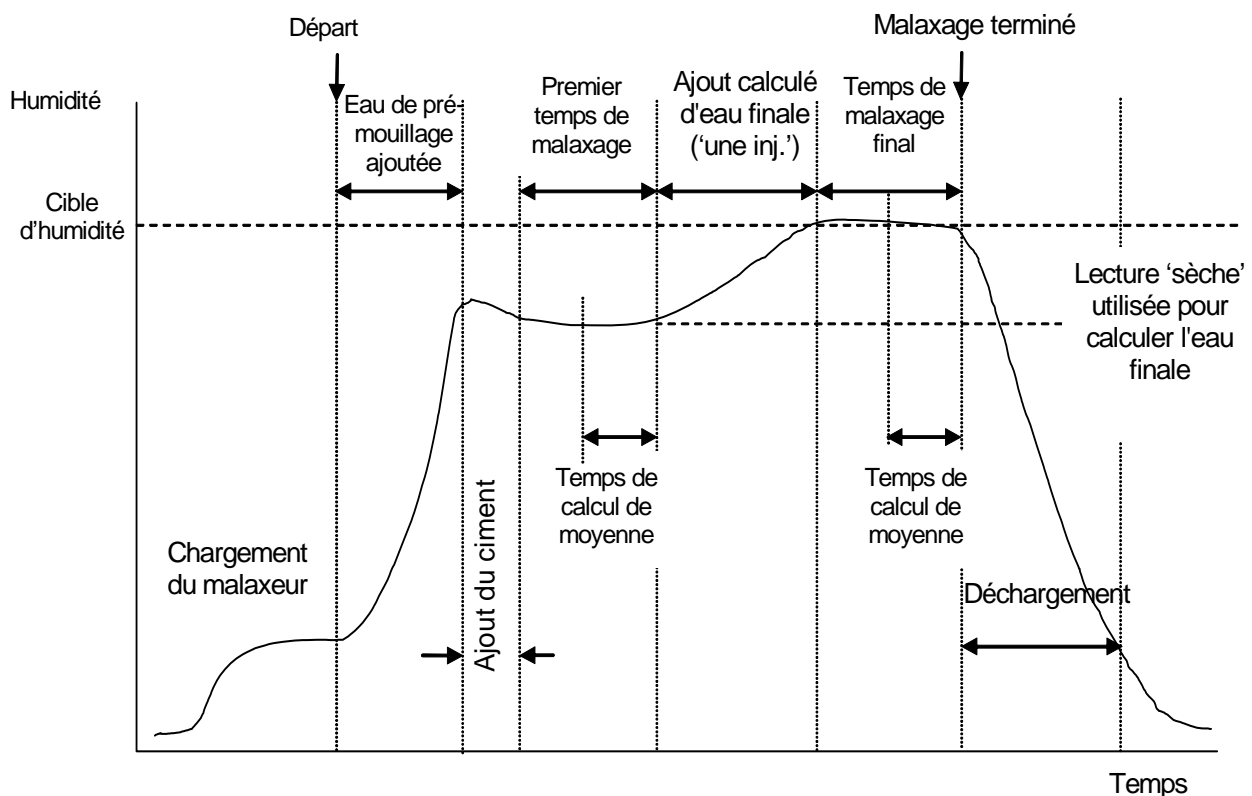 Départ
Malaxage terminé
Humidité
Eau de pré-
mouillage
ajoutée
Premier
temps de
malaxage
Ajout calculé
d'eau finale
(‘une inj.’)
Temps de
malaxage
final
Cible
d’humidité
Lecture ‘sèche’
utilisée pour
calculer l'eau
finale
Temps de
calcul de
moyenne
Temps de
calcul de
moyenne
Chargement
du malaxeur
Ajout du ciment
Déchargement
Temps